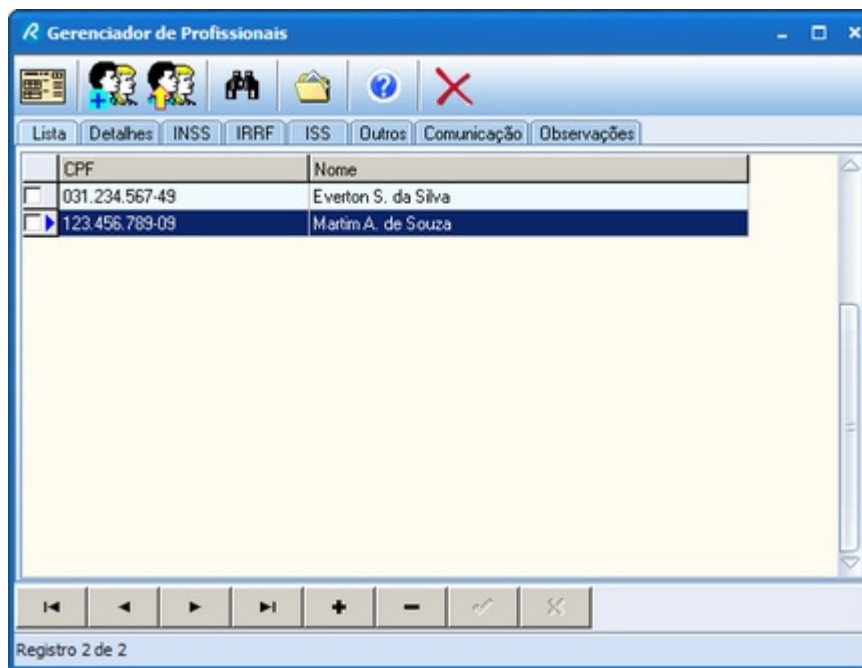 Gerenciador de Profissionais
Lista Detalhes INSS IRRF ISS Outros Comunicação Observações
CPF Nome
031.234.567-49 Everton S. da Silva
123.456.789-09 Martim A. de Souza
Registro 2 de 2